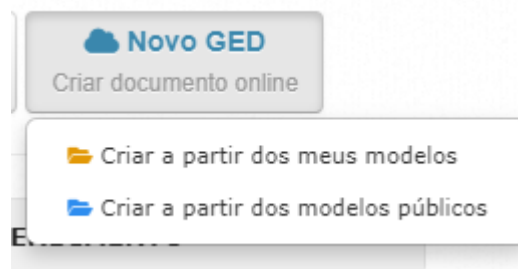 Novo GED
Criar documento online
Criar a partir dos meus modelos
Criar a partir dos modelos públicos